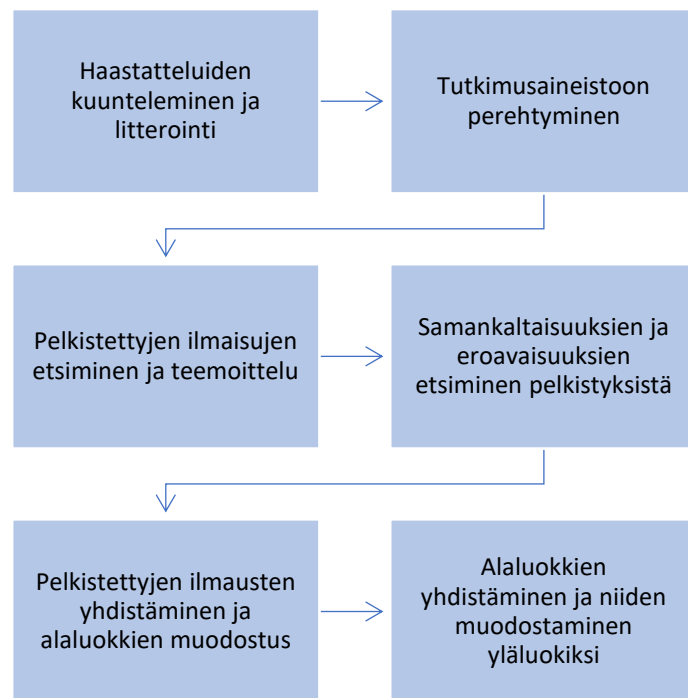 Haastatteluiden
kuunteleminen ja
litterointi
Tutkimusaineistoon
perehtyminen
Pelkistettyjen ilmaisujen
etsiminen ja teemoittelu
Samankaltaisuuksien ja
eroavaisuuksien
etsiminen pelkistyksistä
Pelkistettyjen ilmausten
yhdistäminen ja
alaluokkien muodostus
Alaluokkien
yhdistäminen ja niiden
muodostaminen
yläluokiksi